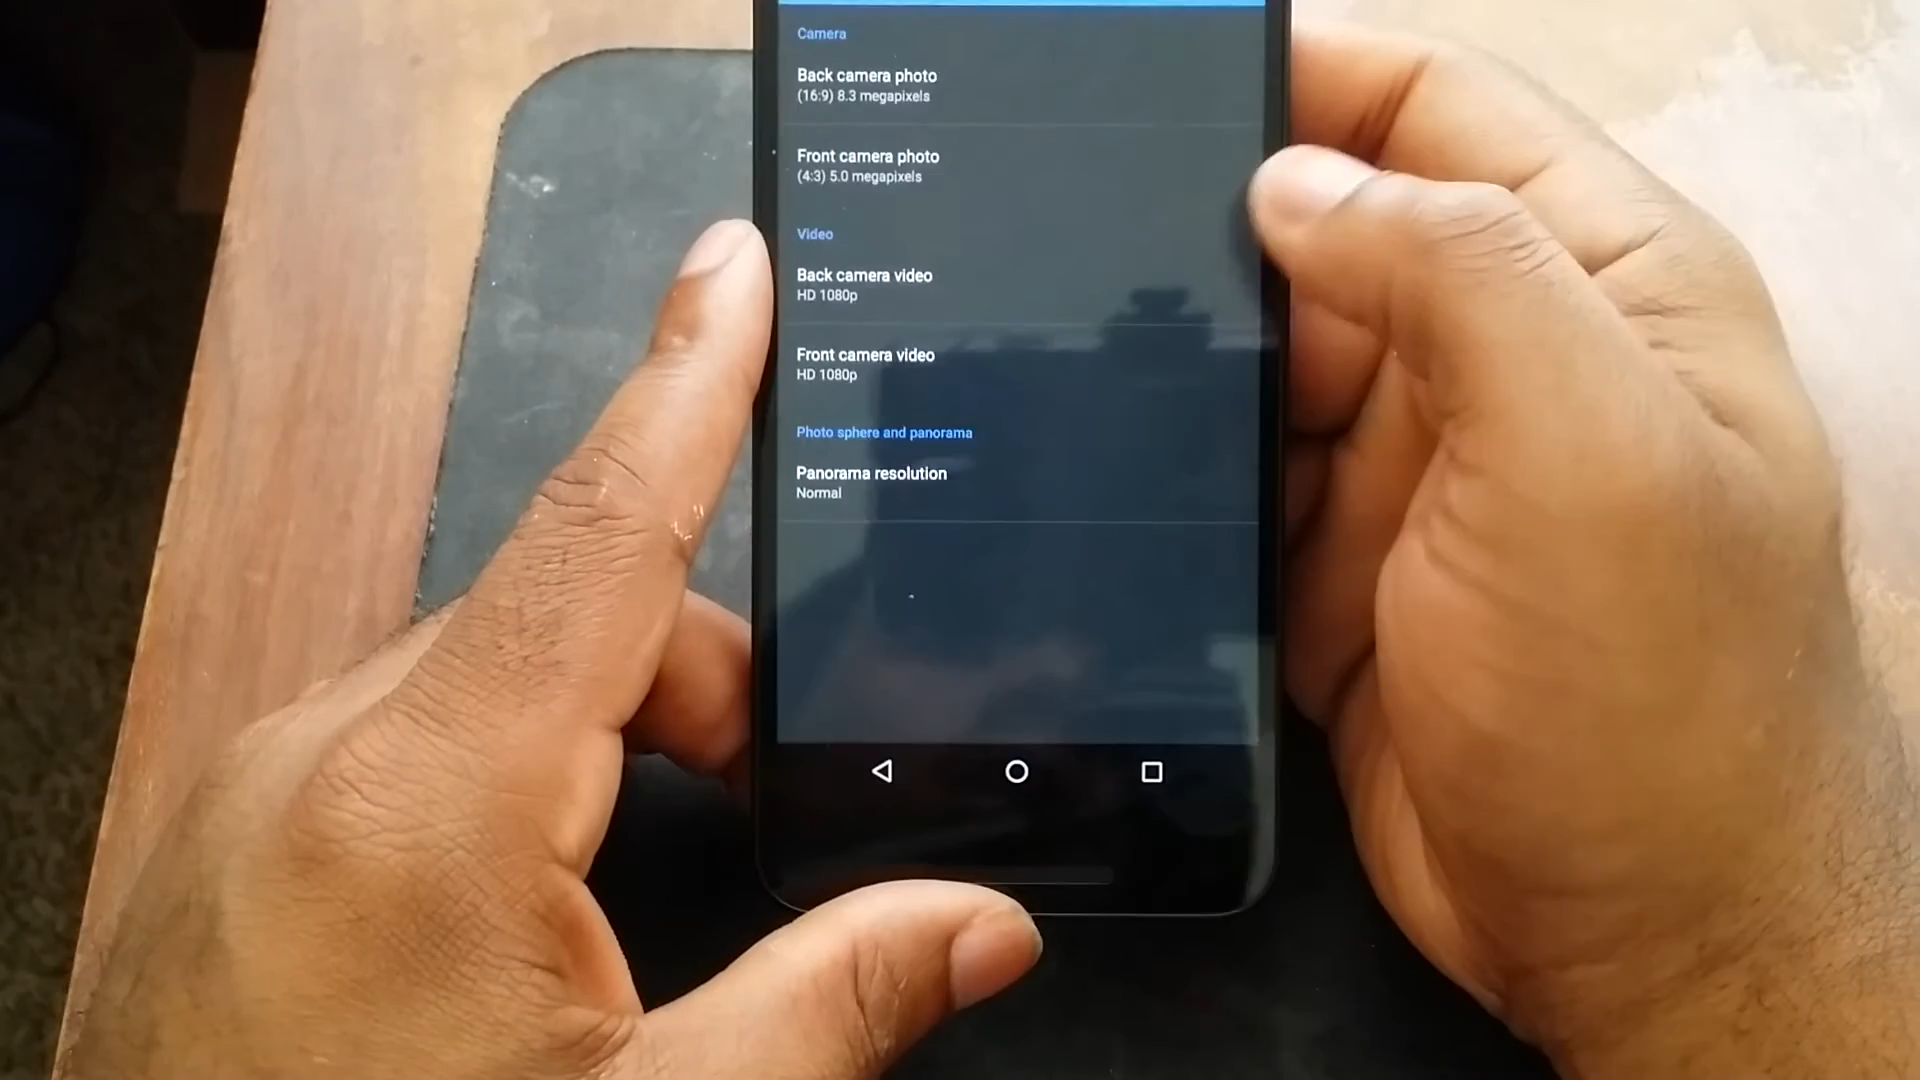 Camera
Back camera photo
(16:9) 8.3 megapixels
Front camera photo
(4:3) 5.0 megapixels
Video
Back camera video
HD 1080p
Front camera video
HD 1080p
Photo sphere and panorama
Panorama resolution
Normal